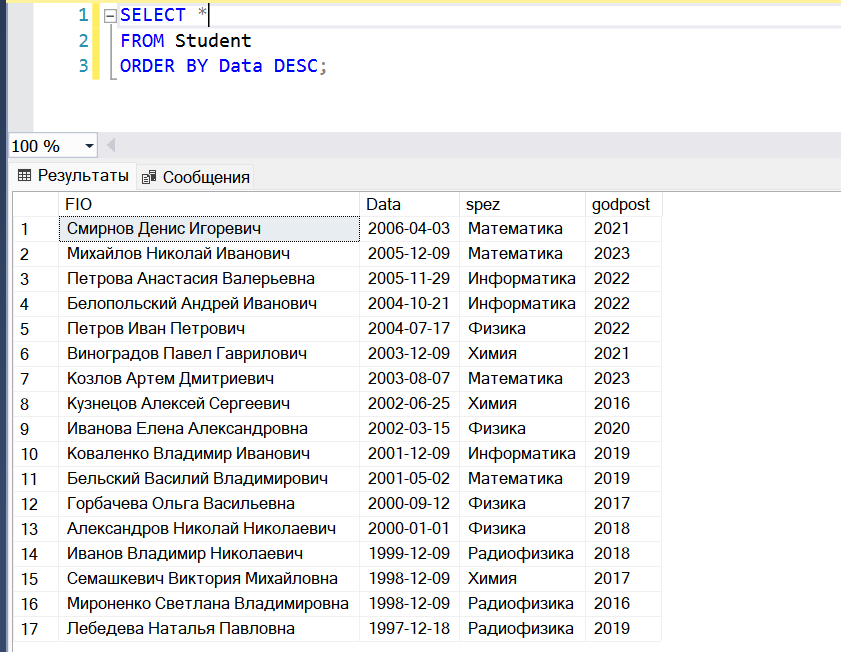 1 SELECT *
2 FROM Student
3 ORDER BY Data DESC;
100 %
Результаты Сообщения
FIO Data spez godpost
1 Смирнов Денис Игоревич 2006-04-03 Математика 2021
2 Михайлов Николай Иванович 2005-12-09 Математика 2023
3 Петрова Анастасия Валерьевна 2005-11-29 Информатика 2022
4 Белопольский Андрей Иванович 2004-10-21 Информатика 2022
5 Петров Иван Петрович 2004-07-17 Физика 2022
6 Виноградов Павел Гаврилович 2003-12-09 Химия 2021
7 Козлов Артем Дмитриевич 2003-08-07 Математика 2023
8 Кузнецов Алексей Сергеевич 2002-06-25 Химия 2016
9 Иванова Елена Александровна 2002-03-15 Физика 2020
10 Коваленко Владимир Иванович 2001-12-09 Информатика 2019
11 Бельский Василий Владимирович 2001-05-02 Математика 2019
12 Горбачева Ольга Васильевна 2000-09-12 Физика 2017
13 Александров Николай Николаевич 2000-01-01 Физика 2018
14 Иванов Владимир Николаевич 1999-12-09 Радиофизика 2018
15 Семашкевич Виктория Михайловна 1998-12-09 Химия 2017
16 Мироненко Светлана Владимировна 1998-12-09 Радиофизика 2016
17 Лебедева Наталья Павловна 1997-12-18 Радиофизика 2019